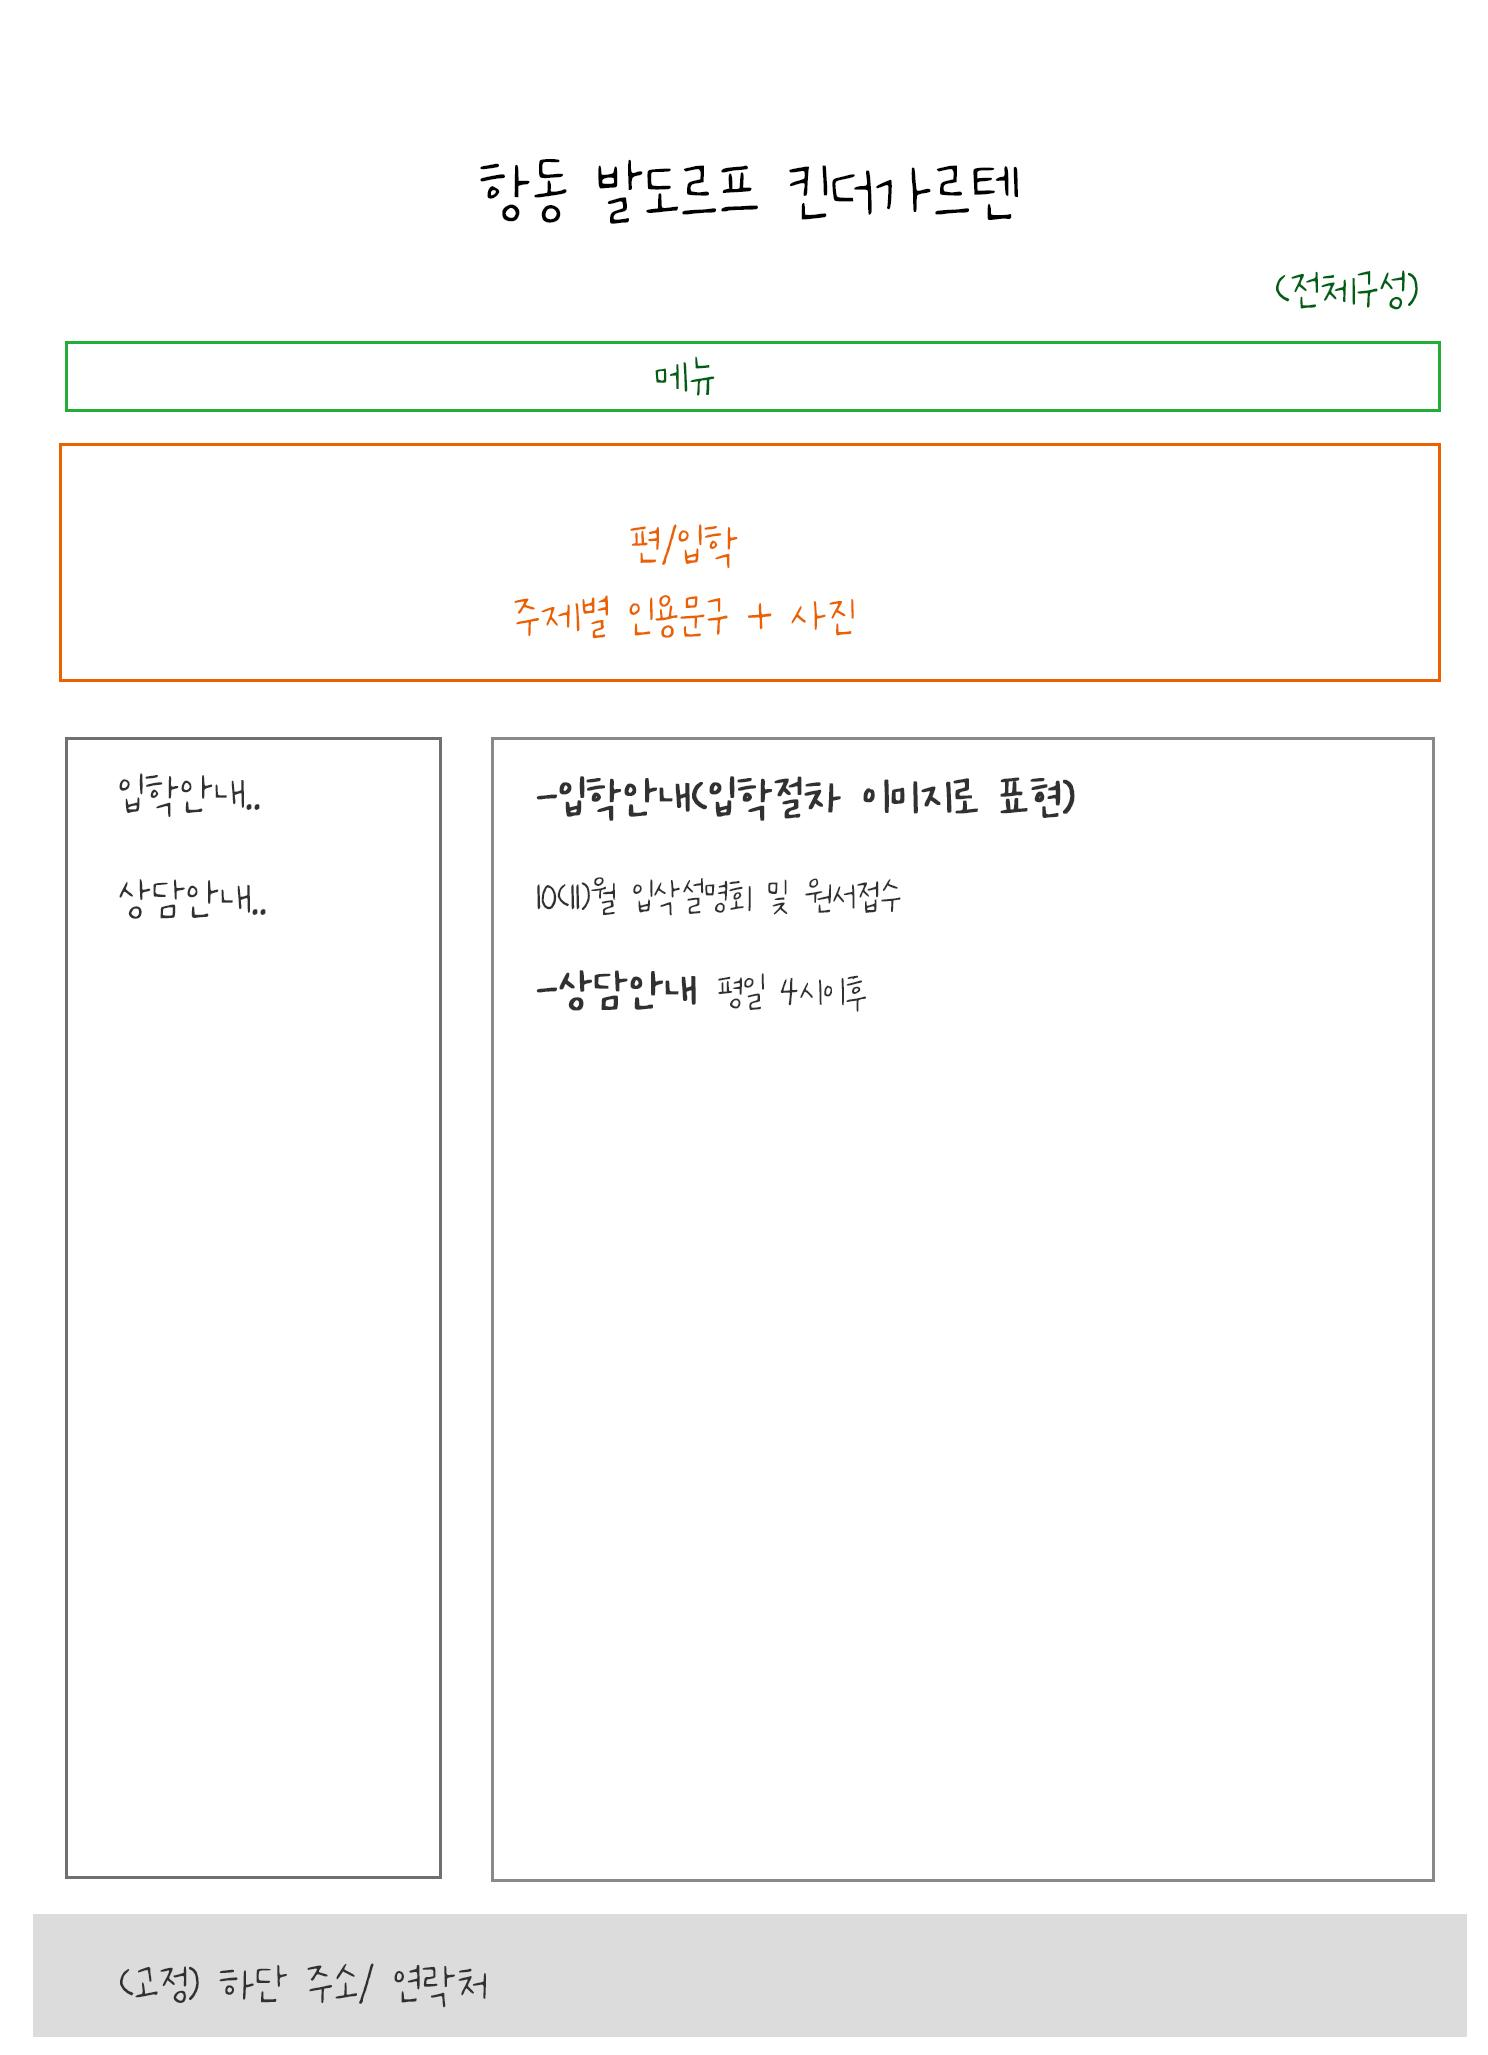 항동 발도르프 킨더가르텐
(전체구성)
메뉴
편/입학
주제별 인용문구 + 사진
입학안내..
상담안내..
-입학안내(입학절차 이미지로 표현)
10(11)월 입삭설명회 및 원서접수
-상담안내 평일 4시이후
(고정) 하단 주소/ 연락처